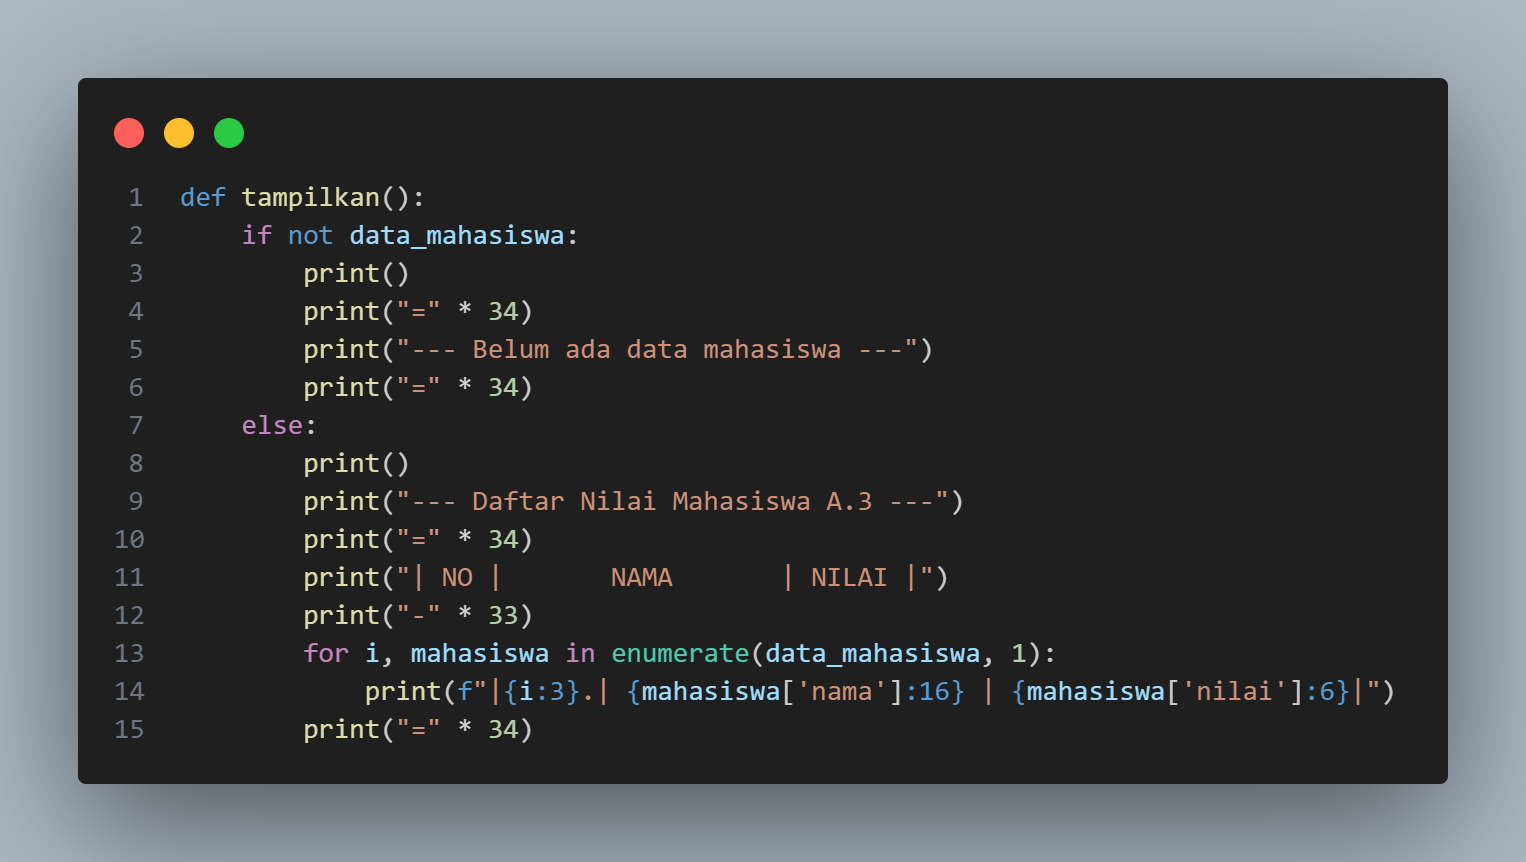 1 def tampilkan():
2     if not data_mahasiswa:
3         print()
4         print("=" * 34)
5         print("--- Belum ada data mahasiswa ---")
6         print("=" * 34)
7     else:
8         print()
9         print("--- Daftar Nilai Mahasiswa A.3 ---")
10         print("=" * 34)
11         print("| NO |       NAMA       | NILAI |")
12         print("-" * 33)
13         for i, mahasiswa in enumerate(data_mahasiswa, 1):
14             print(f"|{i:3}.| {mahasiswa['nama']:16} | {mahasiswa['nilai']:6}|")
15         print("=" * 34)